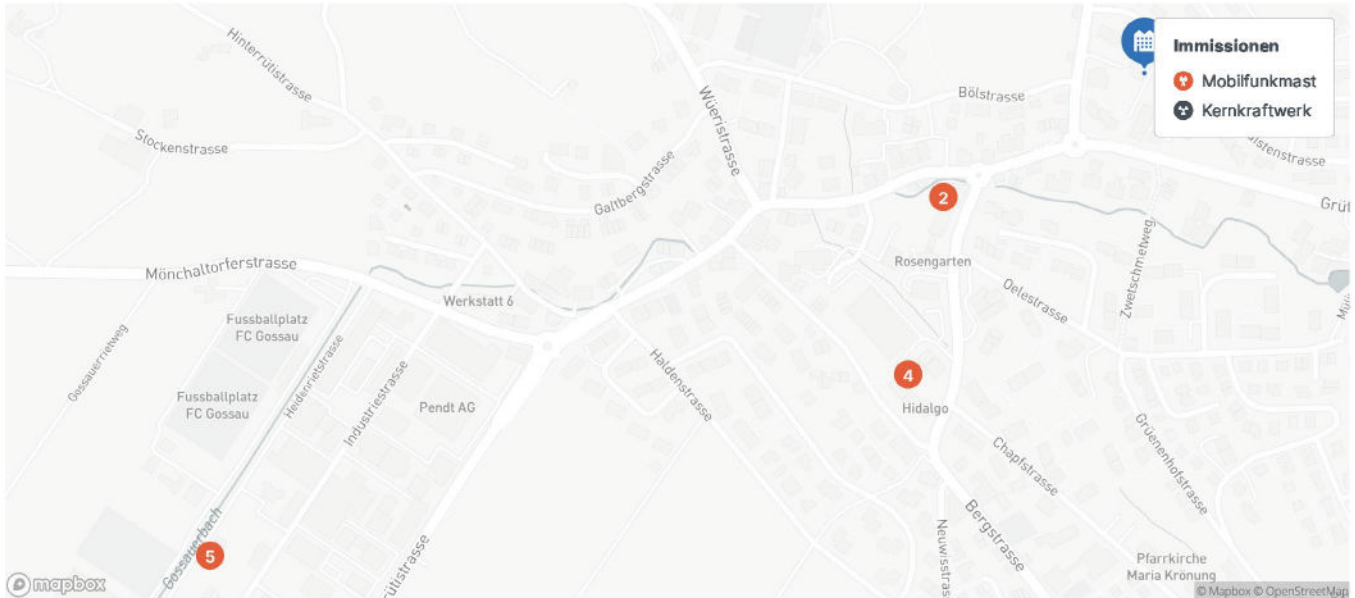 Immissionen
Mobilfunkmast
Kernkraftwerk
Hinterrütistrasse
Stockenstrasse
Wüeristrasse
Bölstrasse
Galtbergstrasse
2
Mönchaltorferstrasse
Rosengarten
Zwetschmetweg
Oelestrasse
Werkstatt 6
Fussballplatz
FC Gossau
Gossauerrietweg
Heidenrietstrasse
Industriestrasse
Haldenstrasse
4
Fussballplatz
FC Gossau
Pendt AG
Hidalgo
Chapfstrasse
Grüenenhofstrasse
Bergstrasse
Gossauerbach
5
Pfarrkirche
Maria Krönung
mapbox
© Mapbox © OpenStreetMap